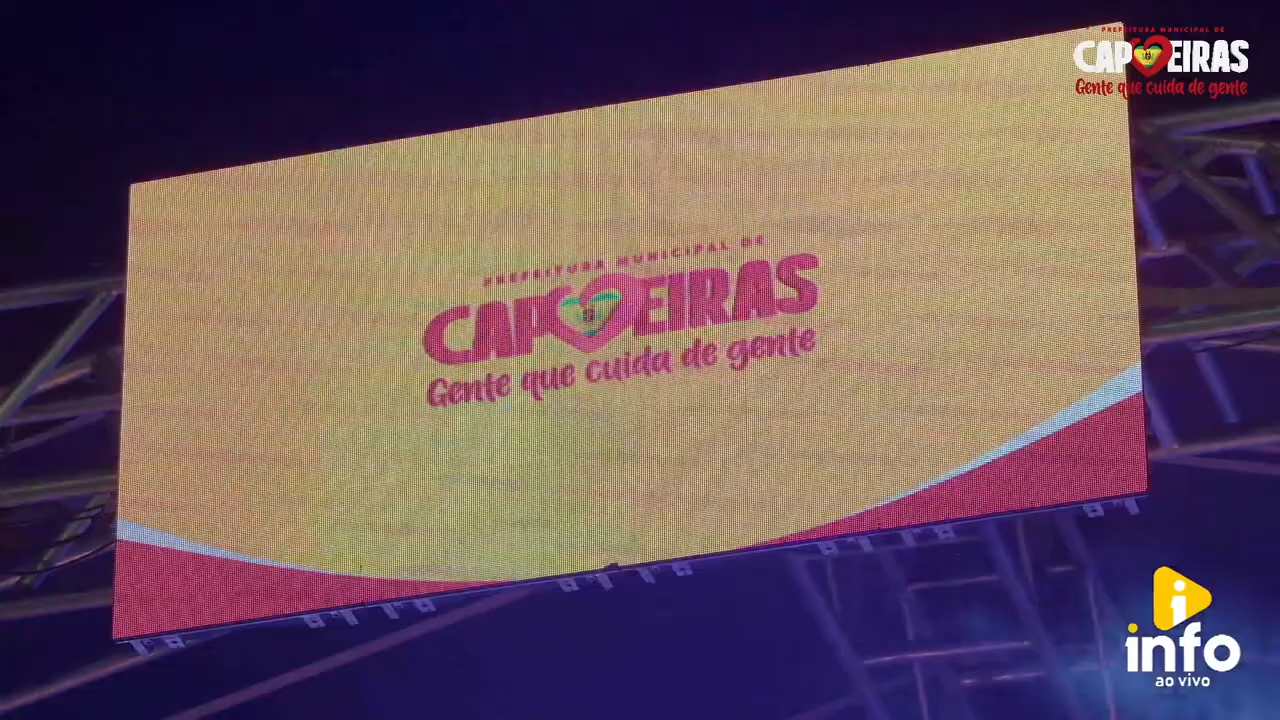 PREFEITURA MUNICIPAL DE
CAPOEIRAS
Gente que cuida de gente
PREFEITURA MUNICIPAL DE
CAPOEIRAS
Gente que cuida de gente
info
ao vivo